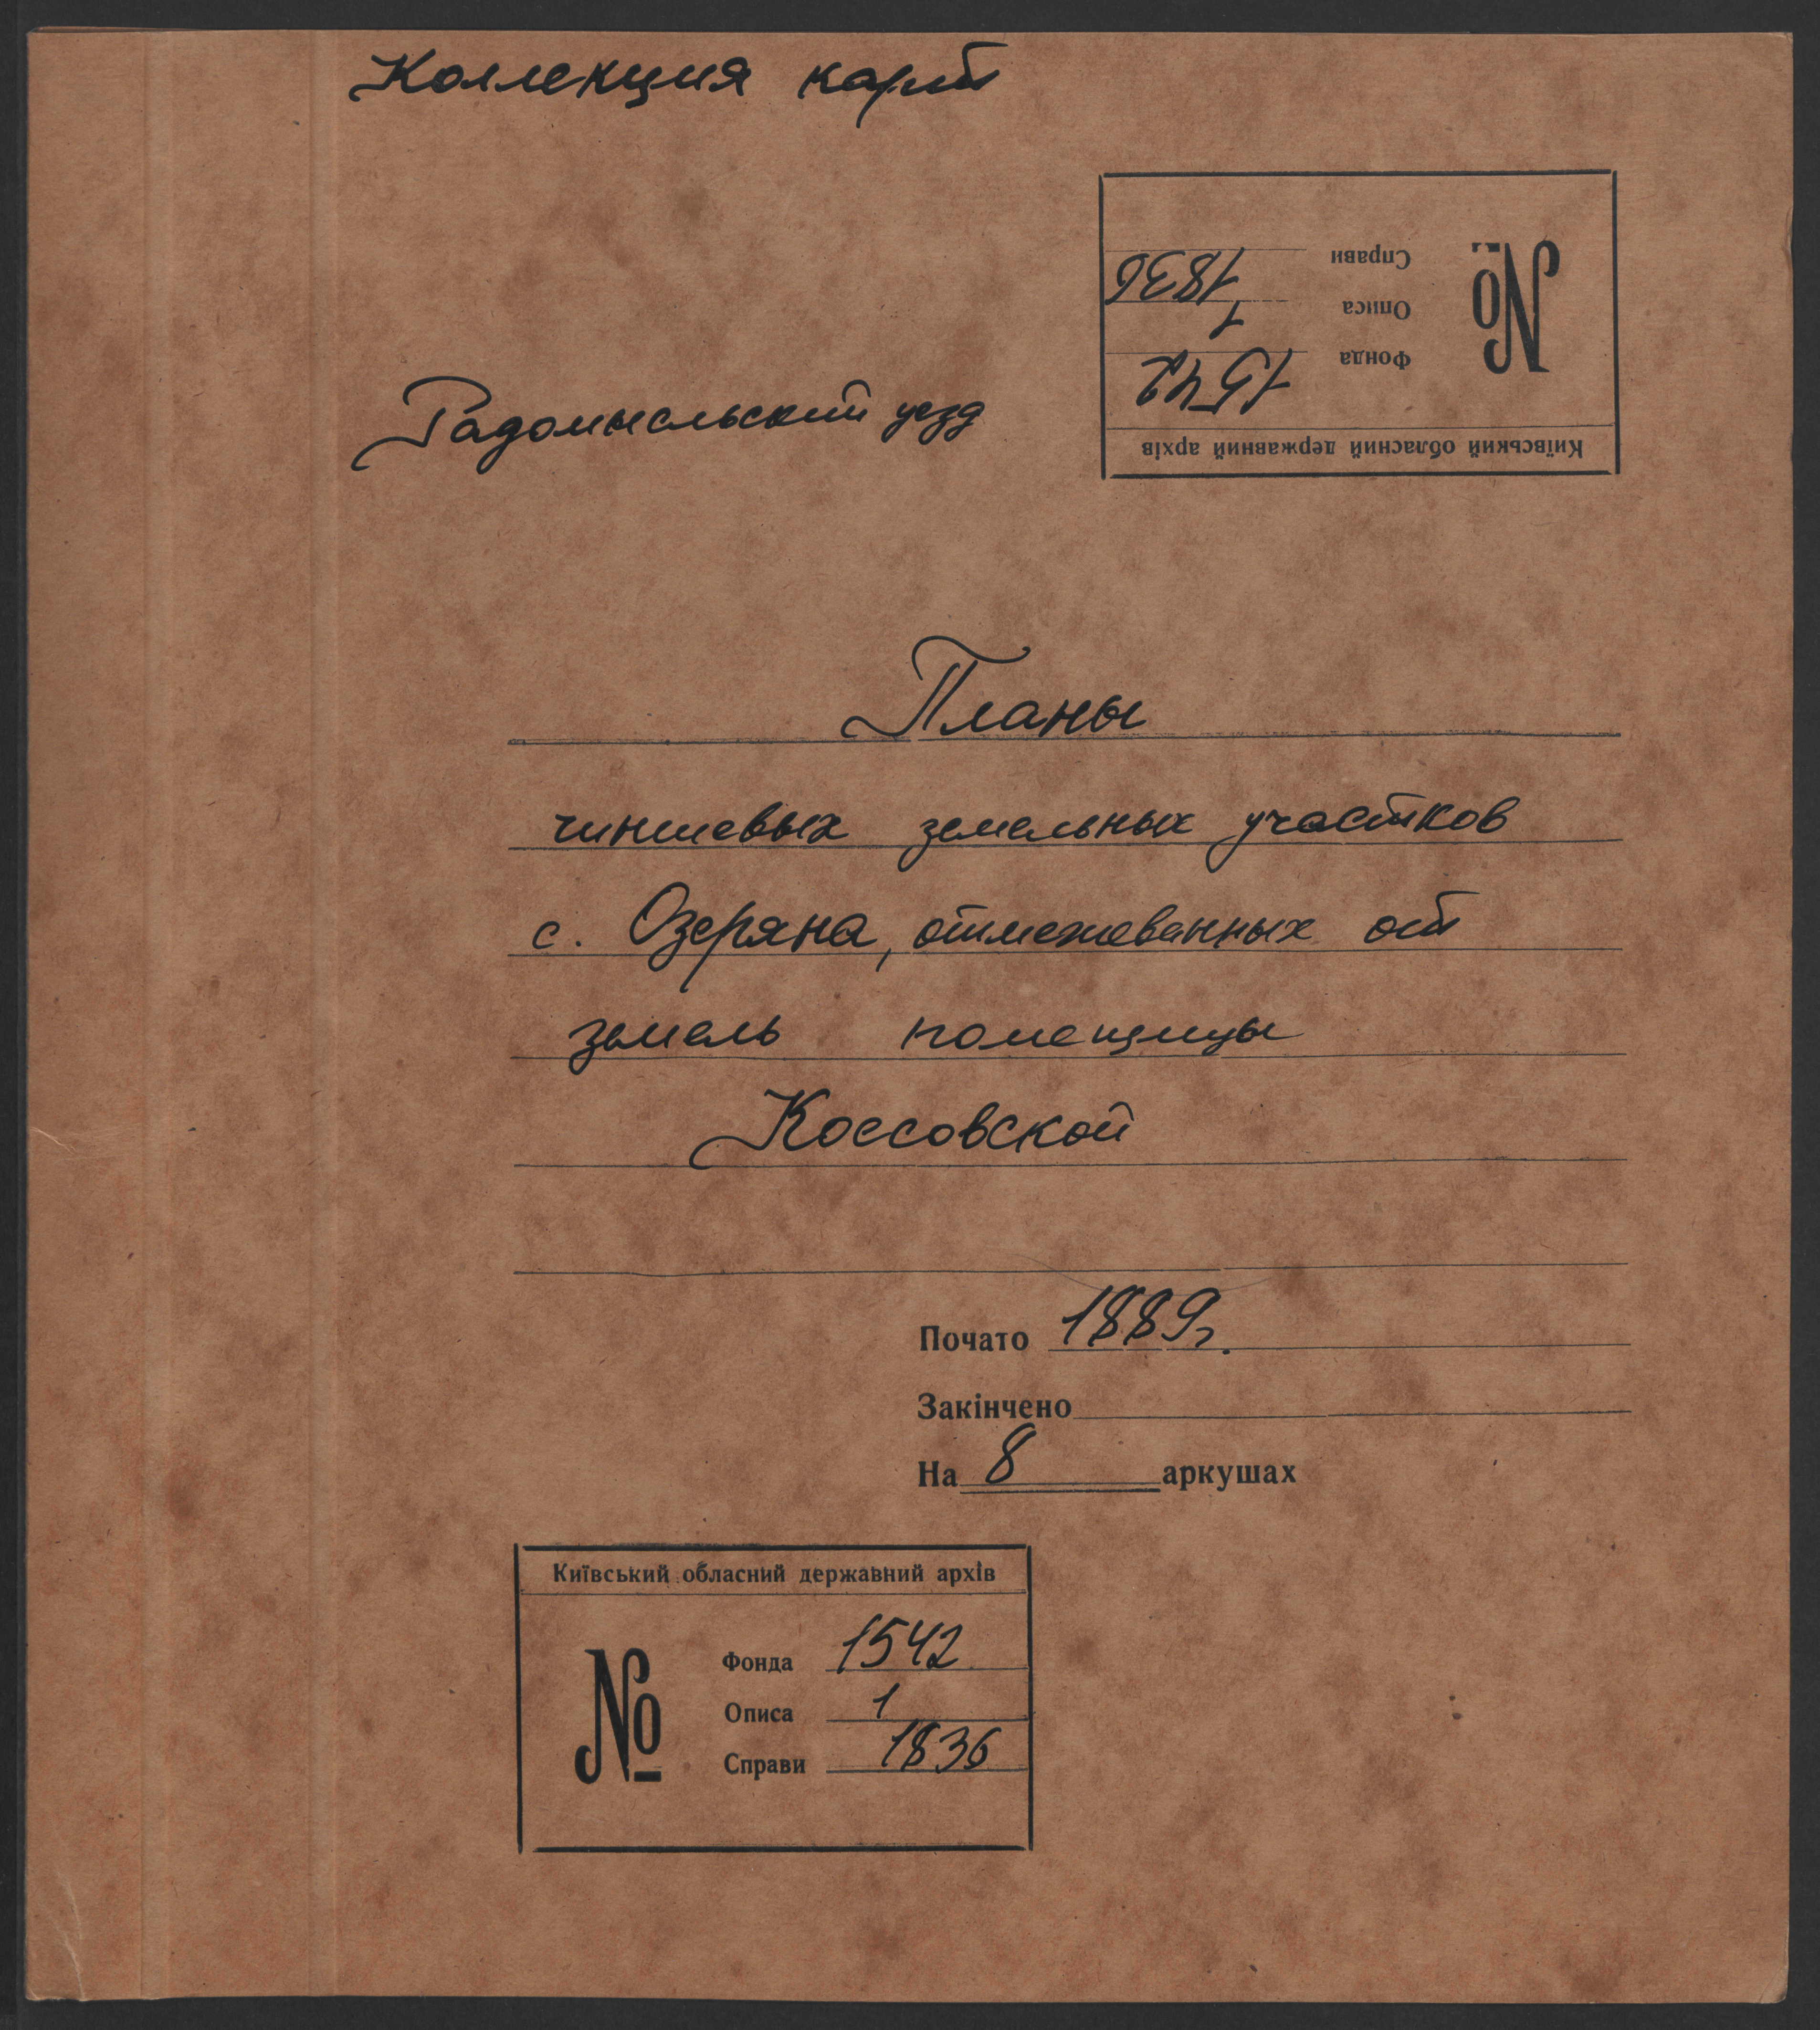 Коллекция карт
Справи 1836
Описа 1
Фонда 1542
№
Київський обласний державний архів
Радомысльский уезд
Планы
чиншевых земельных участков
с. Озеряна, отмежеванных от
земель помещицы
Коссовской
Почато 1889 г.
Закінчено
На 8 аркушах
Київський обласний державний архів
№
Фонда 1542
Описа 1
Справи 1836